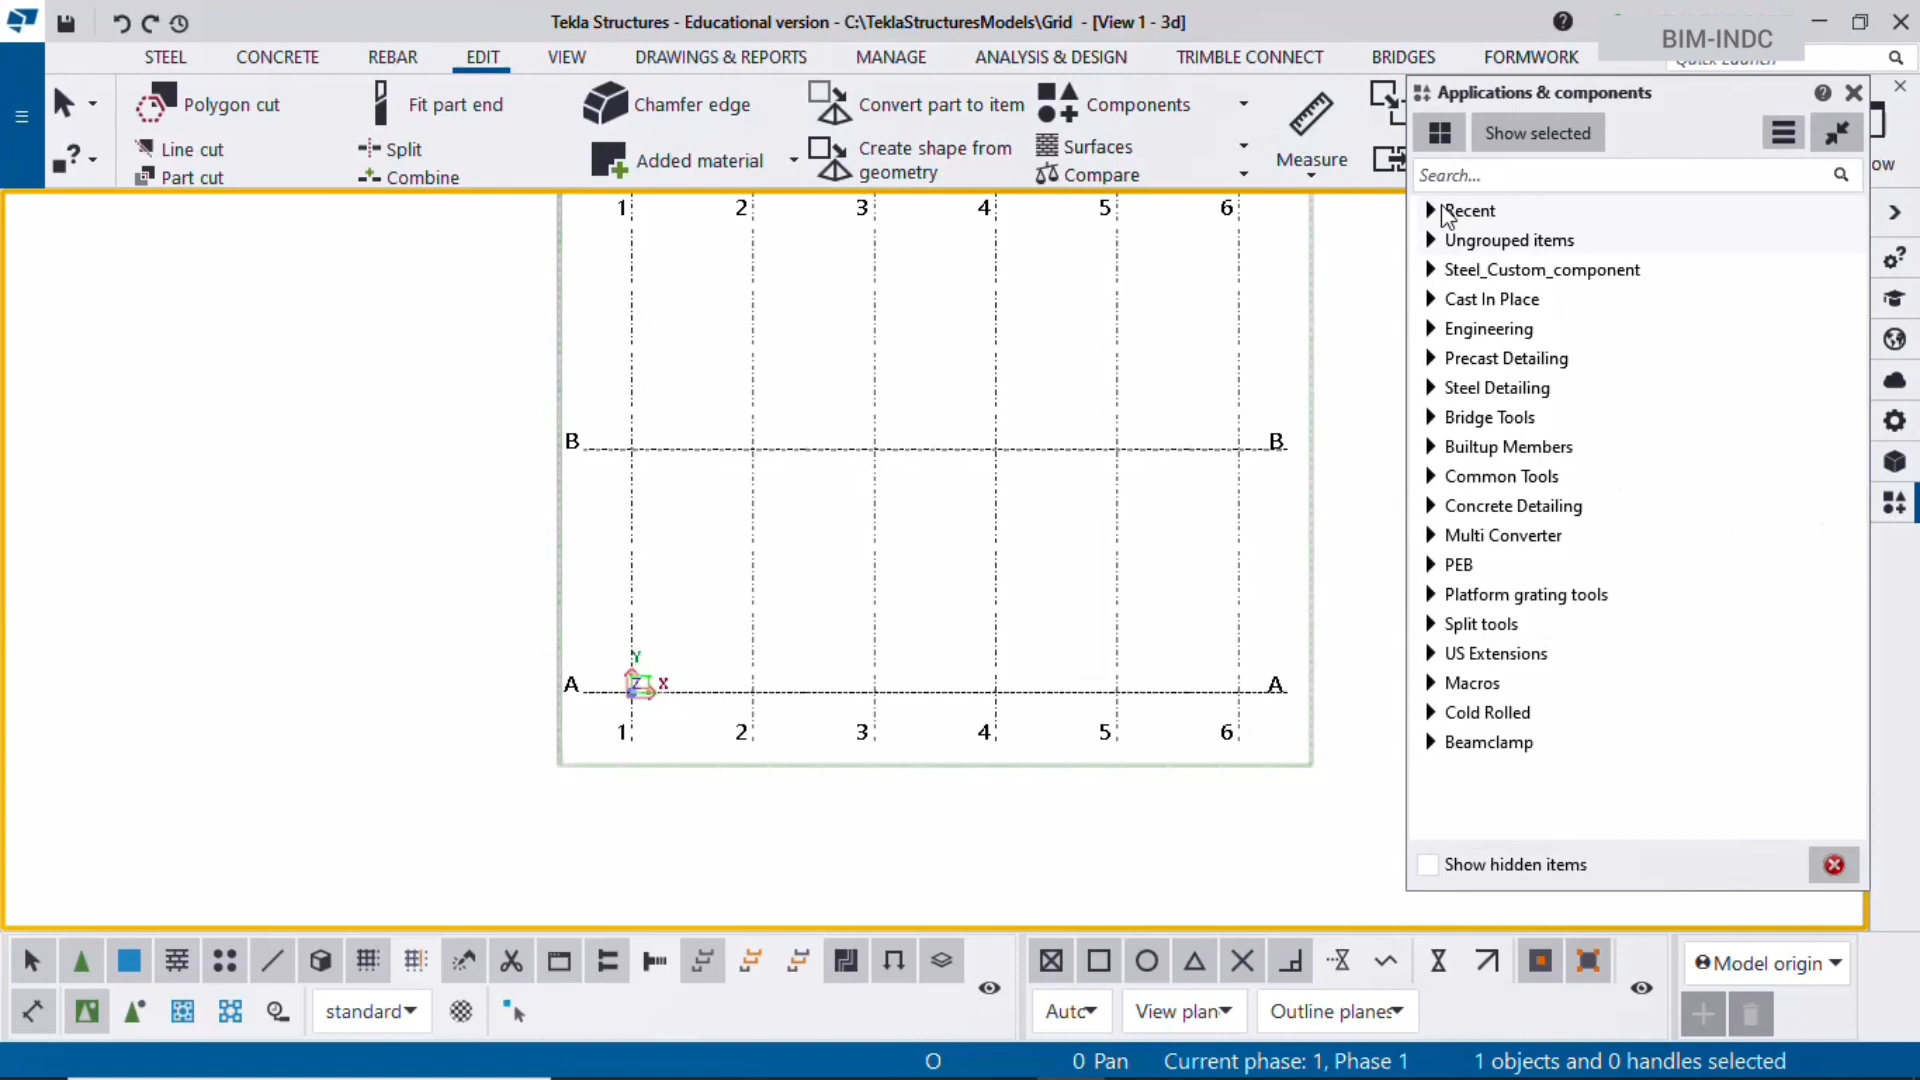 Tekla Structures - Educational version - C:\TeklaStructuresModels\Grid - [View 1 - 3d]
BIM-INDC
STEEL CONCRETE REBAR EDIT VIEW DRAWINGS & REPORTS MANAGE ANALYSIS & DESIGN TRIMBLE CONNECT BRIDGES FORMWORK
Quick Launch
Polygon cut Fit part end Chamfer edge Convert part to item Components
Line cut Split Added material Create shape from geometry Surfaces Measure
Part cut Combine Compare
Applications & components
Show selected
Search...
Recent
Ungrouped items
Steel_Custom_component
Cast In Place
Engineering
Precast Detailing
Steel Detailing
Bridge Tools
Builtup Members
Common Tools
Concrete Detailing
Multi Converter
PEB
Platform grating tools
Split tools
US Extensions
Macros
Cold Rolled
Beamclamp
Show hidden items
1 2 3 4 5 6
B B
Y
A Z X A
1 2 3 4 5 6
Model origin
standard
View plan
Outline planes
O 0 Pan Current phase: 1, Phase 1 1 objects and 0 handles selected